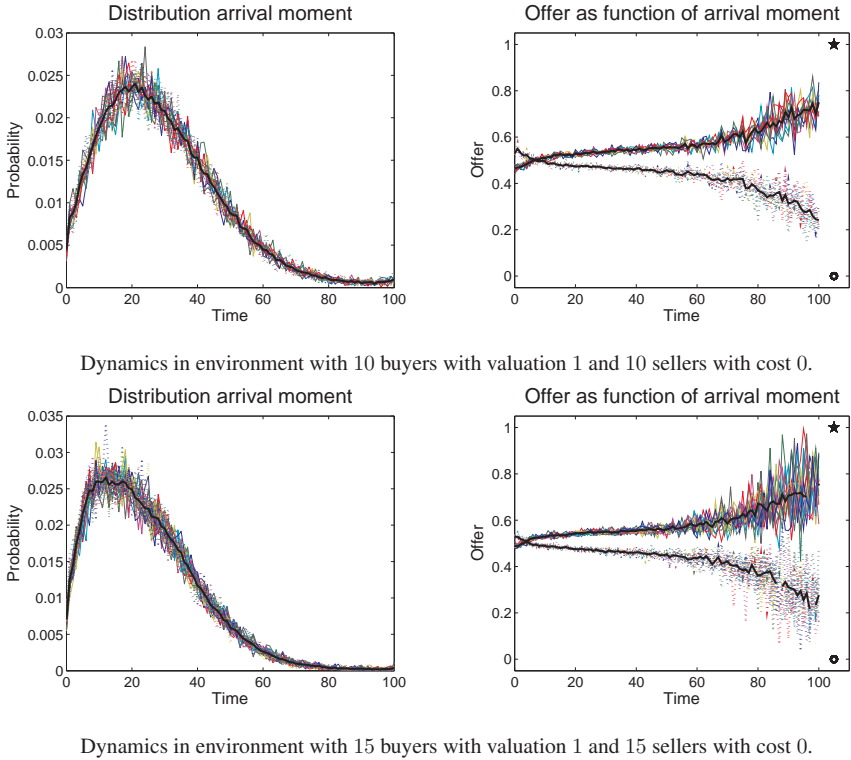 Distribution arrival moment
Offer as function of arrival moment
0.03
0.025
0.02
0.015
0.01
0.005
0
Probability
0 20 40 60 80 100
Time
1
0.8
0.6
0.4
0.2
0
Offer
0 20 40 60 80 100
Time
Dynamics in environment with 10 buyers with valuation 1 and 10 sellers with cost 0.
Distribution arrival moment
Offer as function of arrival moment
0.035
0.03
0.025
0.02
0.015
0.01
0.005
0
Probability
0 20 40 60 80 100
Time
1
0.8
0.6
0.4
0.2
0
Offer
0 20 40 60 80 100
Time
Dynamics in environment with 15 buyers with valuation 1 and 15 sellers with cost 0.